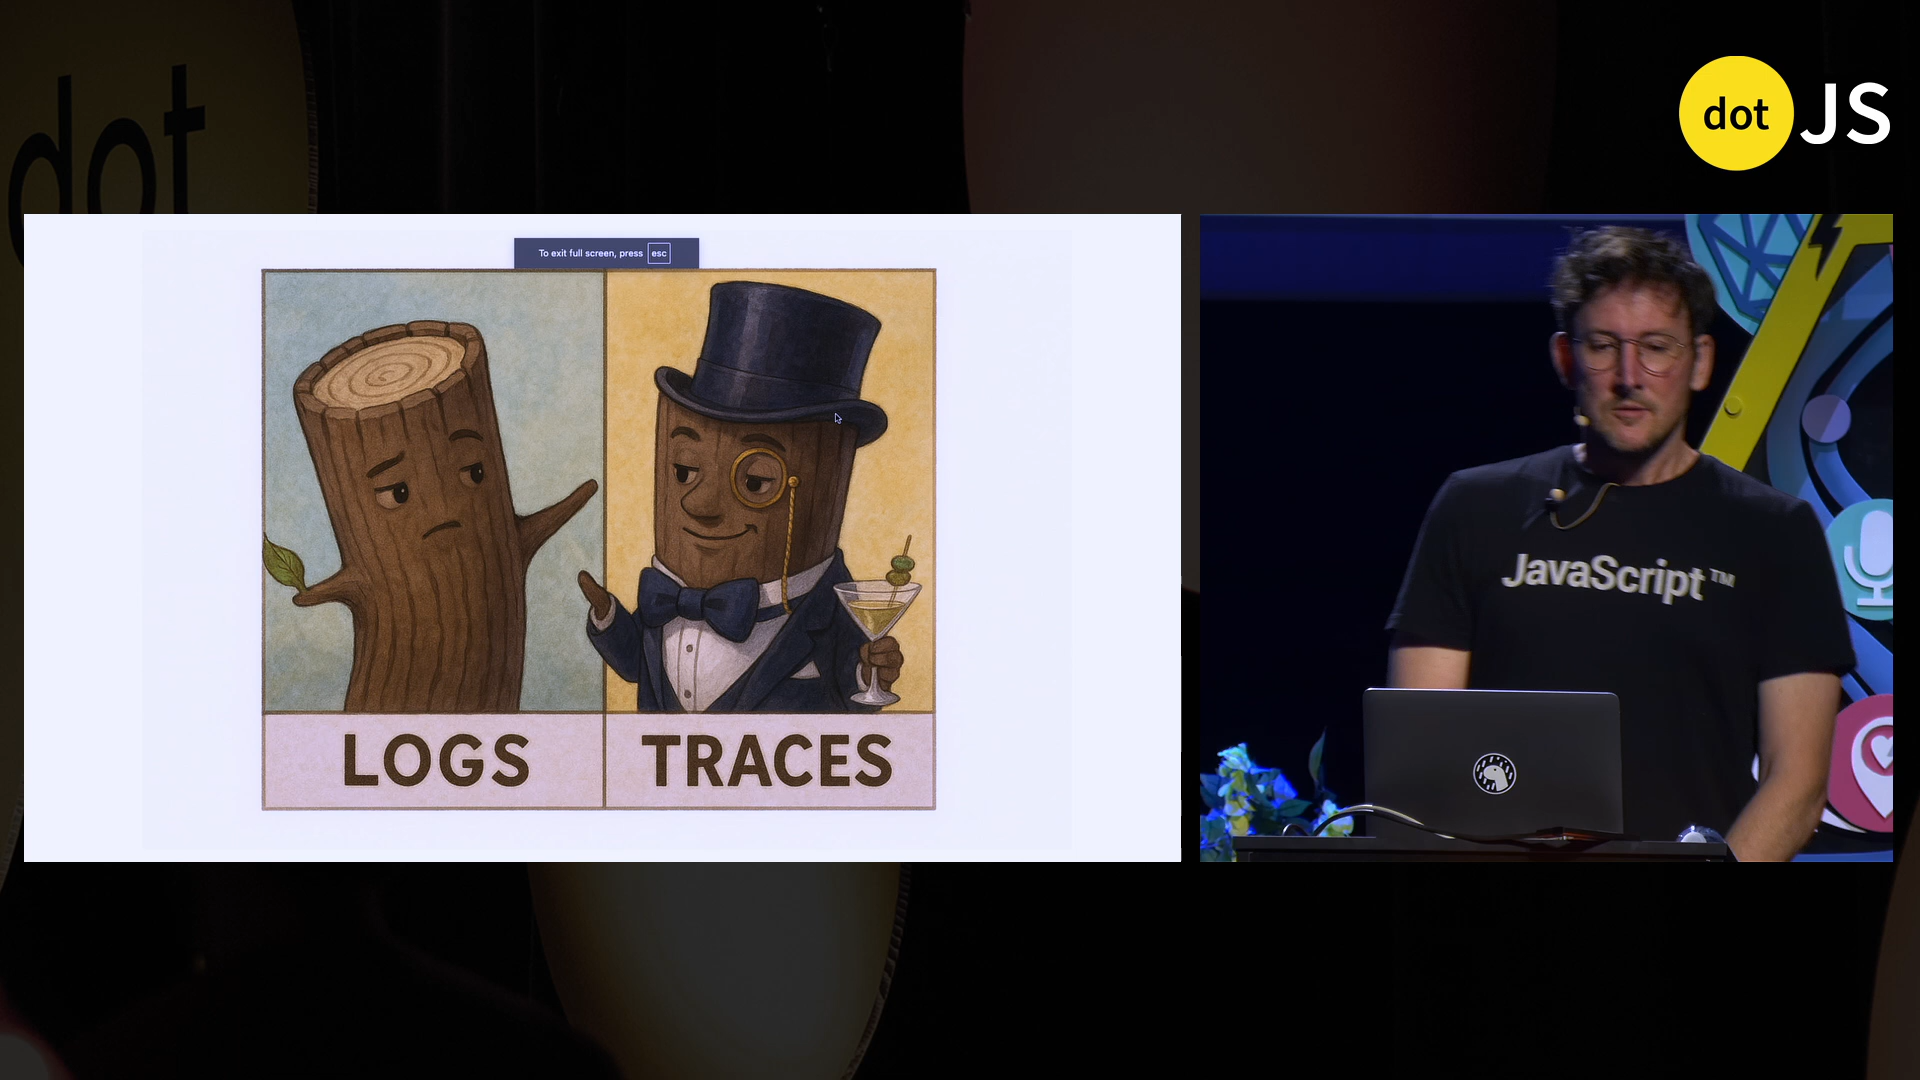 dot
dot JS
To exit full screen, press esc
LOGS
TRACES
JavaScript™